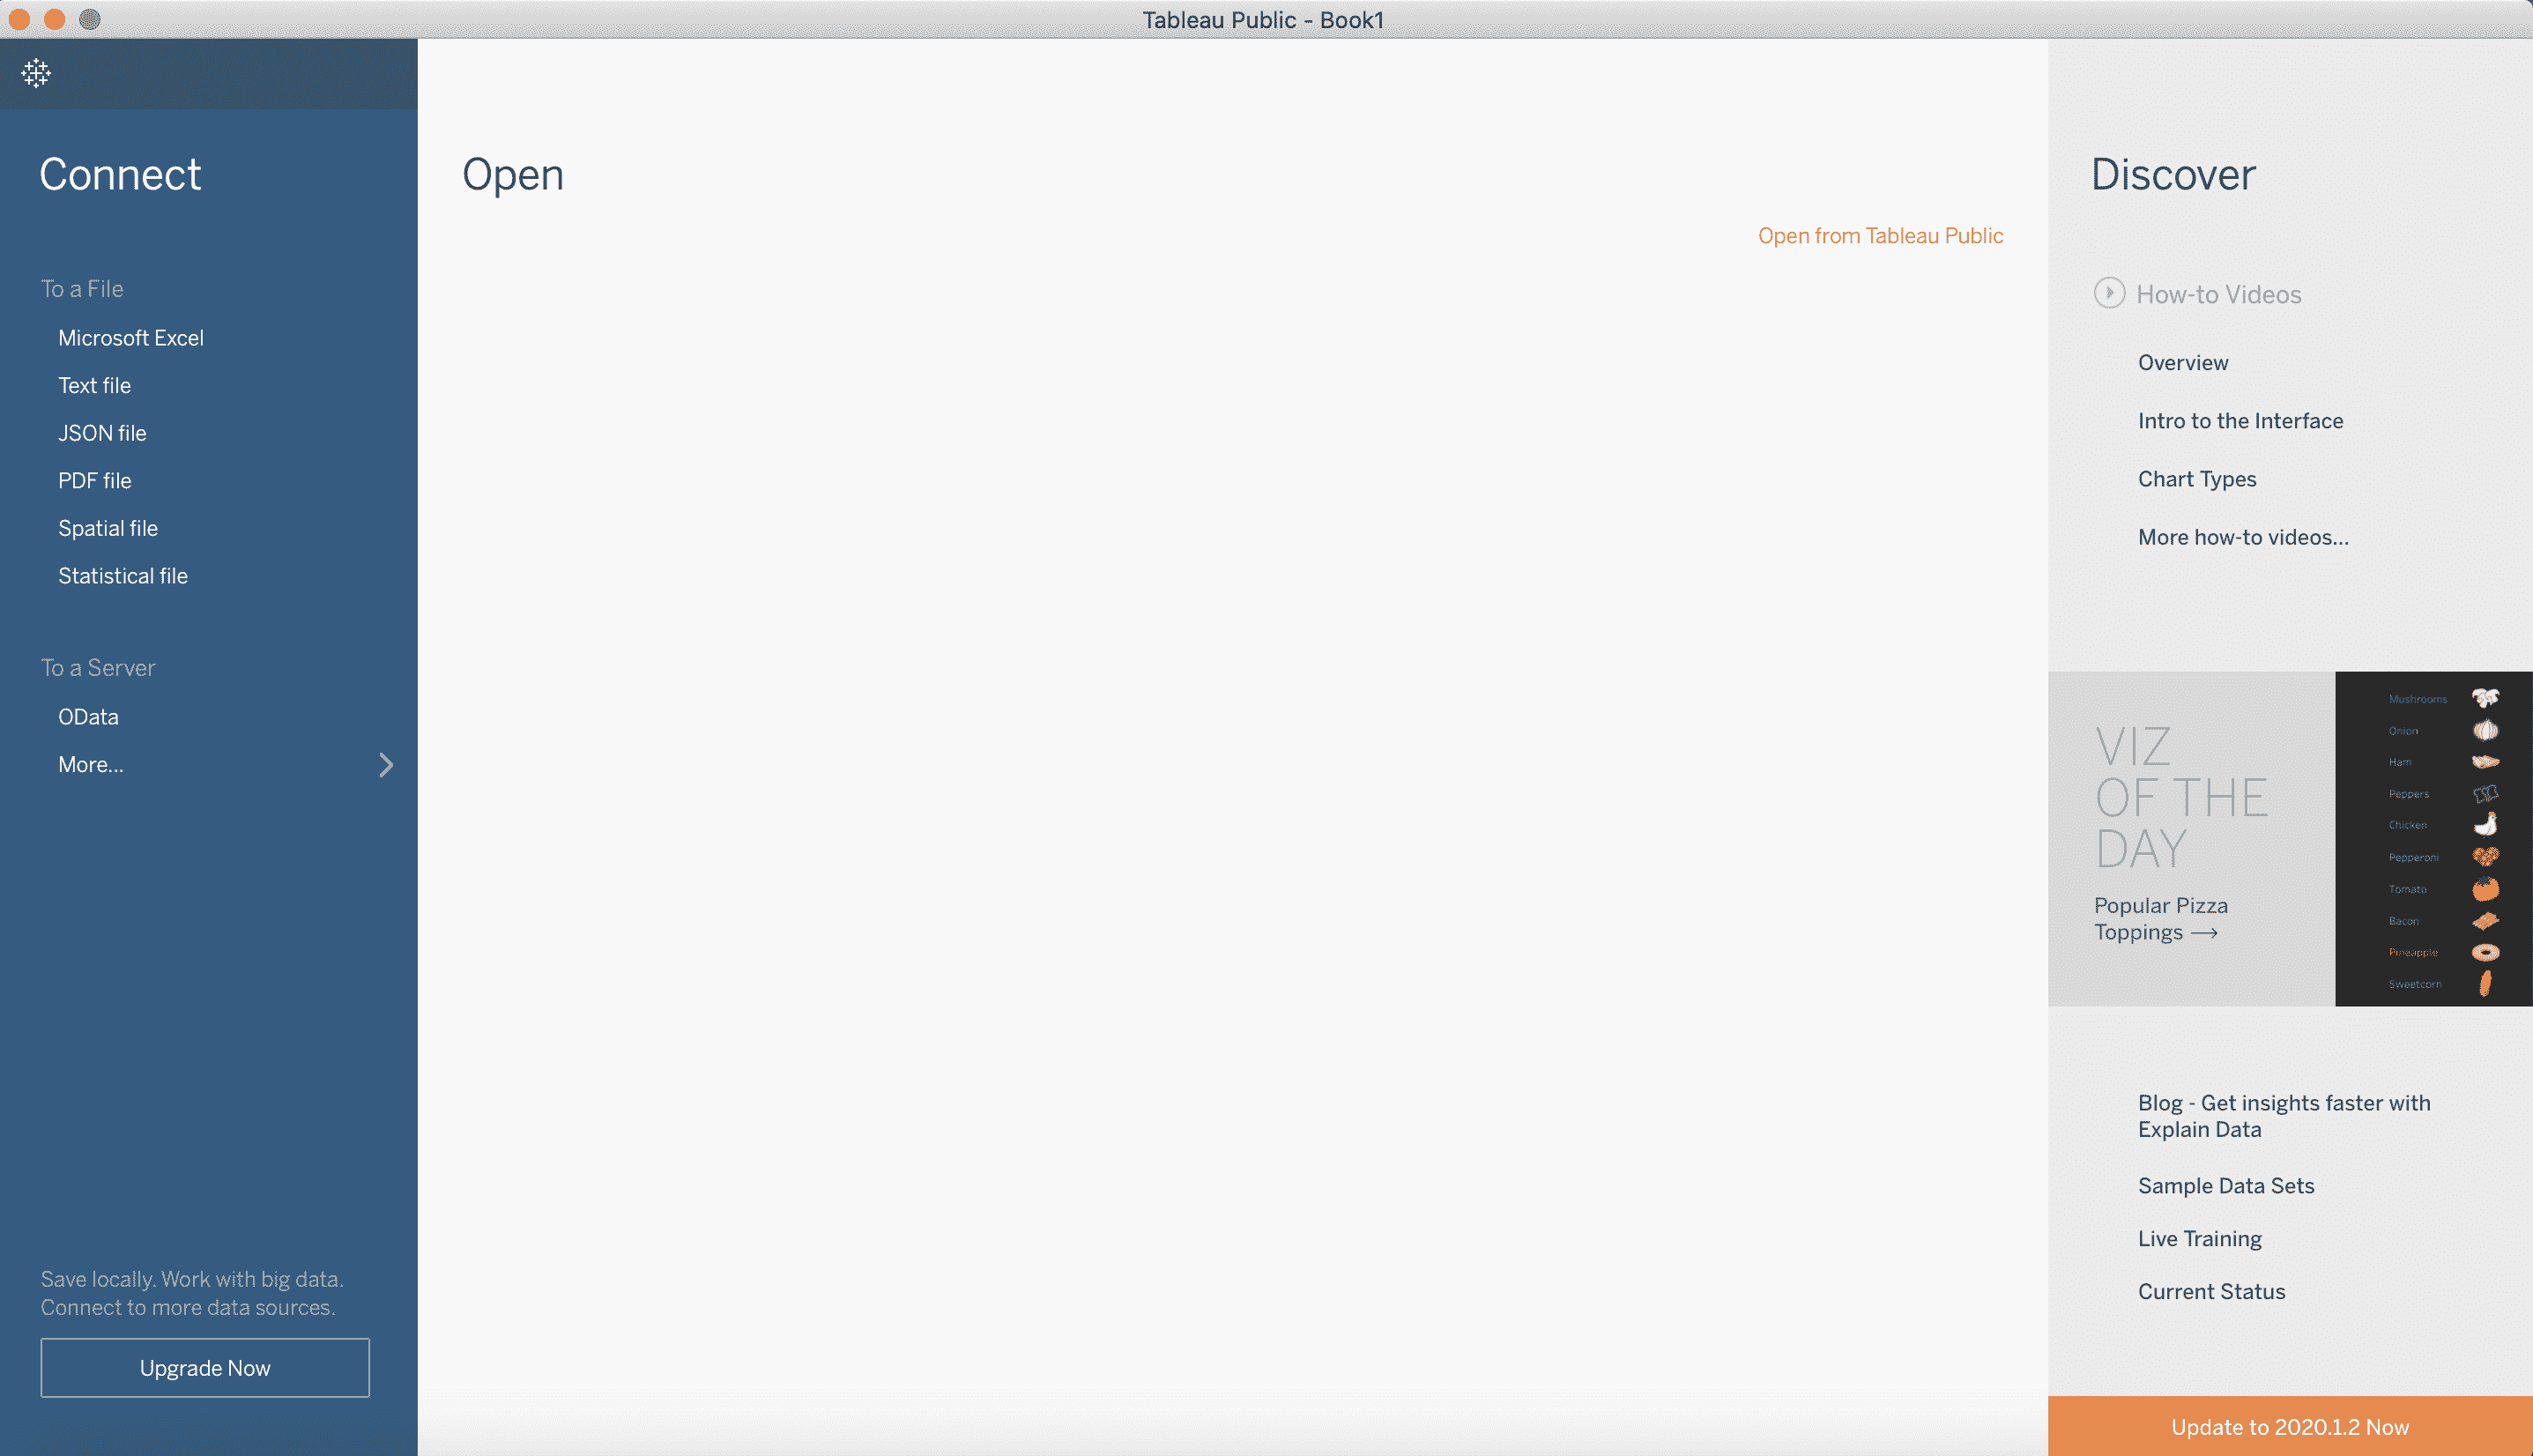 Tableau Public - Book1
Connect
To a File
Microsoft Excel
Text file
JSON file
PDF file
Spatial file
Statistical file
To a Server
OData
More...
Save locally. Work with big data.
Connect to more data sources.
Upgrade Now
Open
Open from Tableau Public
Discover
How-to Videos
Overview
Intro to the Interface
Chart Types
More how-to videos...
VIZ
OF THE
DAY
Popular Pizza
Toppings →
Mushrooms
Onion
Ham
Peppers
Chicken
Pepperoni
Tomato
Bacon
Pineapple
Sweetcorn
Blog - Get insights faster with
Explain Data
Sample Data Sets
Live Training
Current Status
Update to 2020.1.2 Now